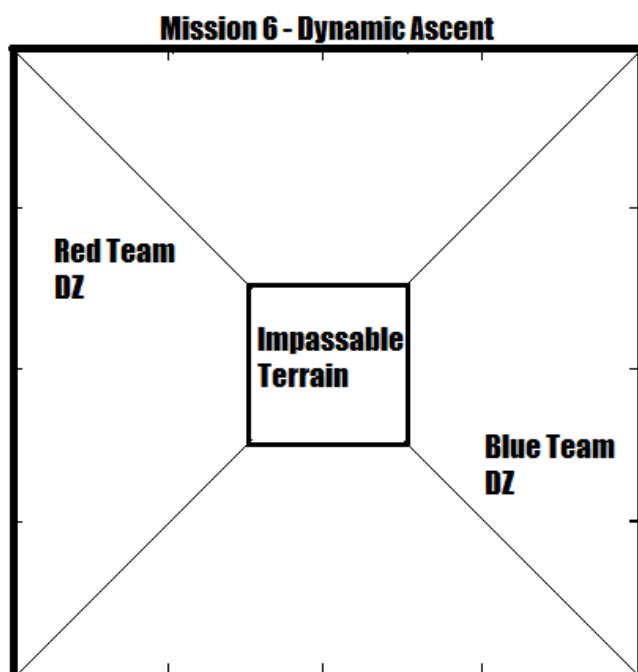 Mission 6 - Dynamic Ascent
Red Team
DZ
Impassable
Terrain
Blue Team
DZ